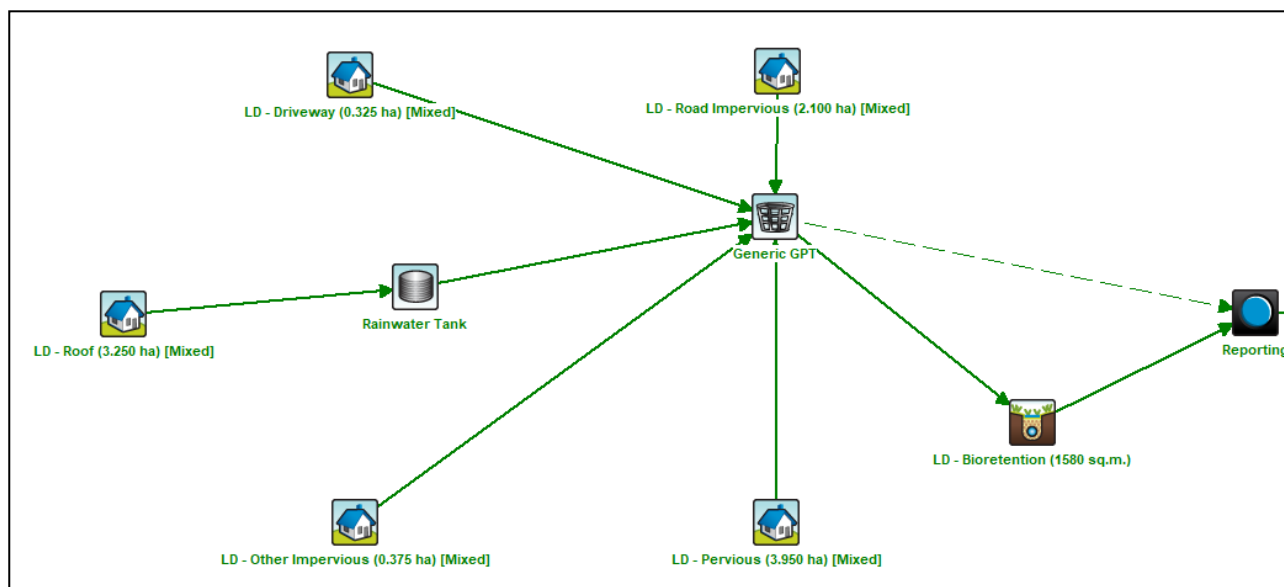 LD - Driveway (0.325 ha) [Mixed]
LD - Road Impervious (2.100 ha) [Mixed]
Generic GPT
Rainwater Tank
LD - Roof (3.250 ha) [Mixed]
Reporting
LD - Bioretention (1580 sq.m.)
LD - Other Impervious (0.375 ha) [Mixed]
LD - Pervious (3.950 ha) [Mixed]